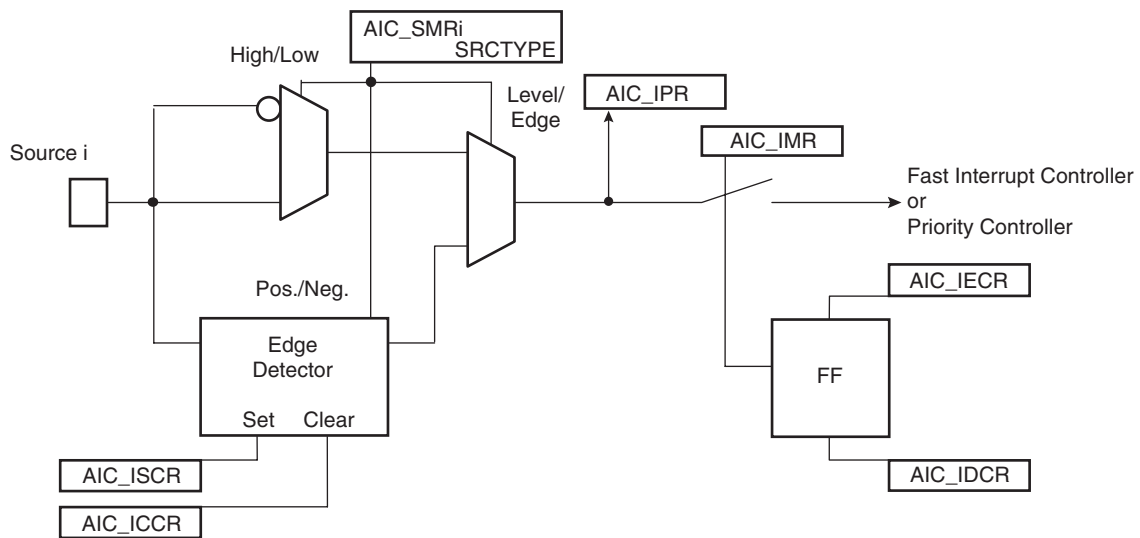 AIC_SMRi
SRCTYPE
High/Low
Level/
Edge
AIC_IPR
AIC_IMR
Source i
Fast Interrupt Controller
or
Priority Controller
Pos./Neg.
AIC_IECR
Edge
Detector
FF
Set Clear
AIC_ISCR
AIC_IDCR
AIC_ICCR